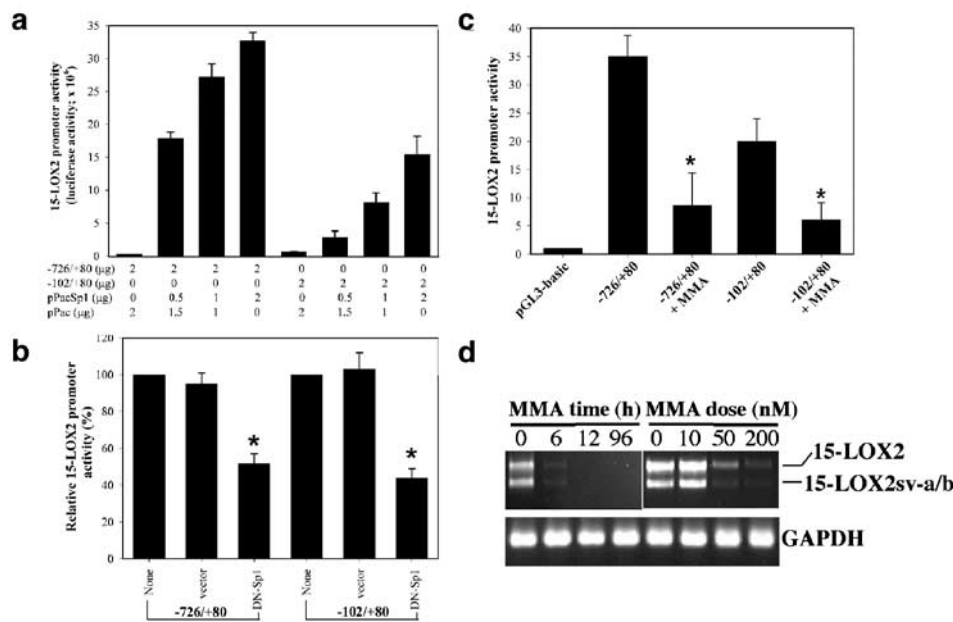 a
15-LOX2 promoter activity
(luciferase activity; x 10⁶)
35
30
25
20
15
10
5
0
-726/+80 (µg) 2 2 2 2 0 0 0 0
-102/+80 (µg) 0 0 0 0 2 2 2 2
pPacSp1 (µg) 0 0.5 1 2 0 0.5 1 2
pPac (µg) 2 1.5 1 0 2 1.5 1 0
b
Relative 15-LOX2 promoter
activity (%)
120
100
80
60
40
20
0
*
*
None
vector
DN-Sp1
None
vector
DN-Sp1
-726/+80
-102/+80
c
15-LOX2 promoter activity
40
35
30
25
20
15
10
5
0
*
*
pGL3-basic
-726/+80
-726/+80
+ MMA
-102/+80
-102/+80
+ MMA
d
MMA time (h) MMA dose (nM)
0 6 12 96 0 10 50 200
15-LOX2
15-LOX2sv-a/b
GAPDH